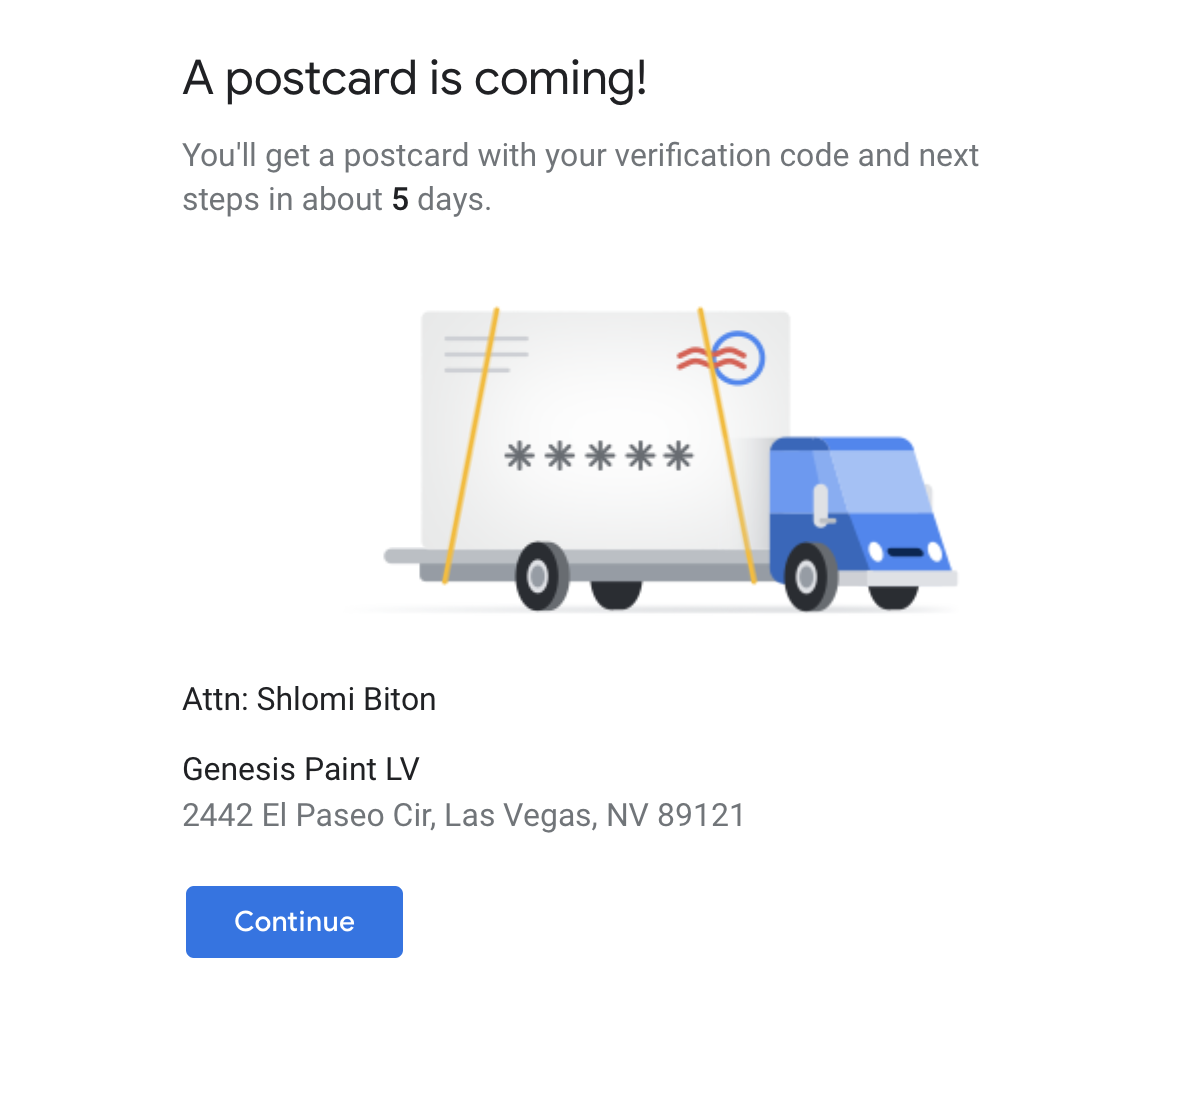 A postcard is coming!
You'll get a postcard with your verification code and next
steps in about 5 days.
*****
Attn: Shlomi Biton
Genesis Paint LV
2442 El Paseo Cir, Las Vegas, NV 89121
Continue